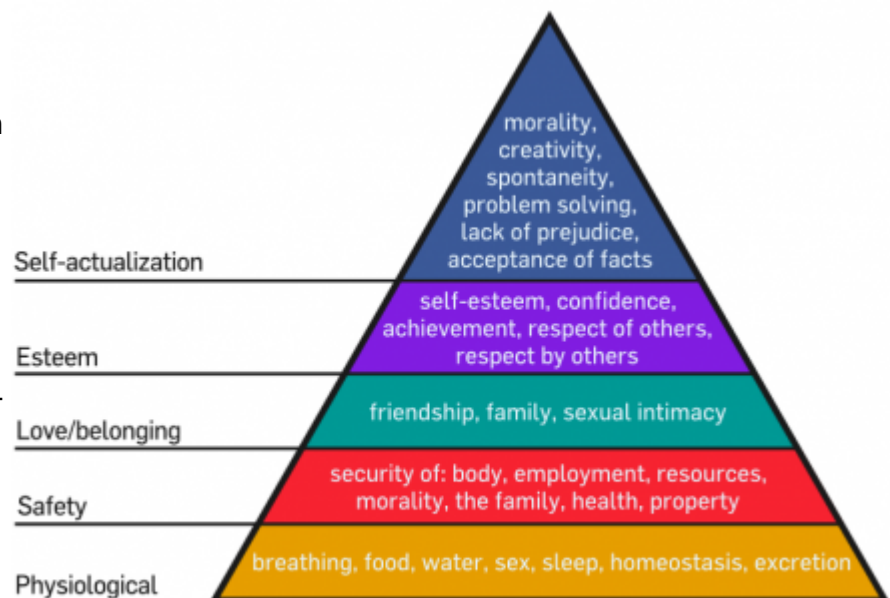 morality,
creativity,
spontaneity,
problem solving,
lack of prejudice,
acceptance of facts
Self-actualization
self-esteem, confidence,
achievement, respect of others,
respect by others
Esteem
friendship, family, sexual intimacy
Love/belonging
security of: body, employment, resources,
morality, the family, health, property
Safety
breathing, food, water, sex, sleep, homeostasis, excretion
Physiological